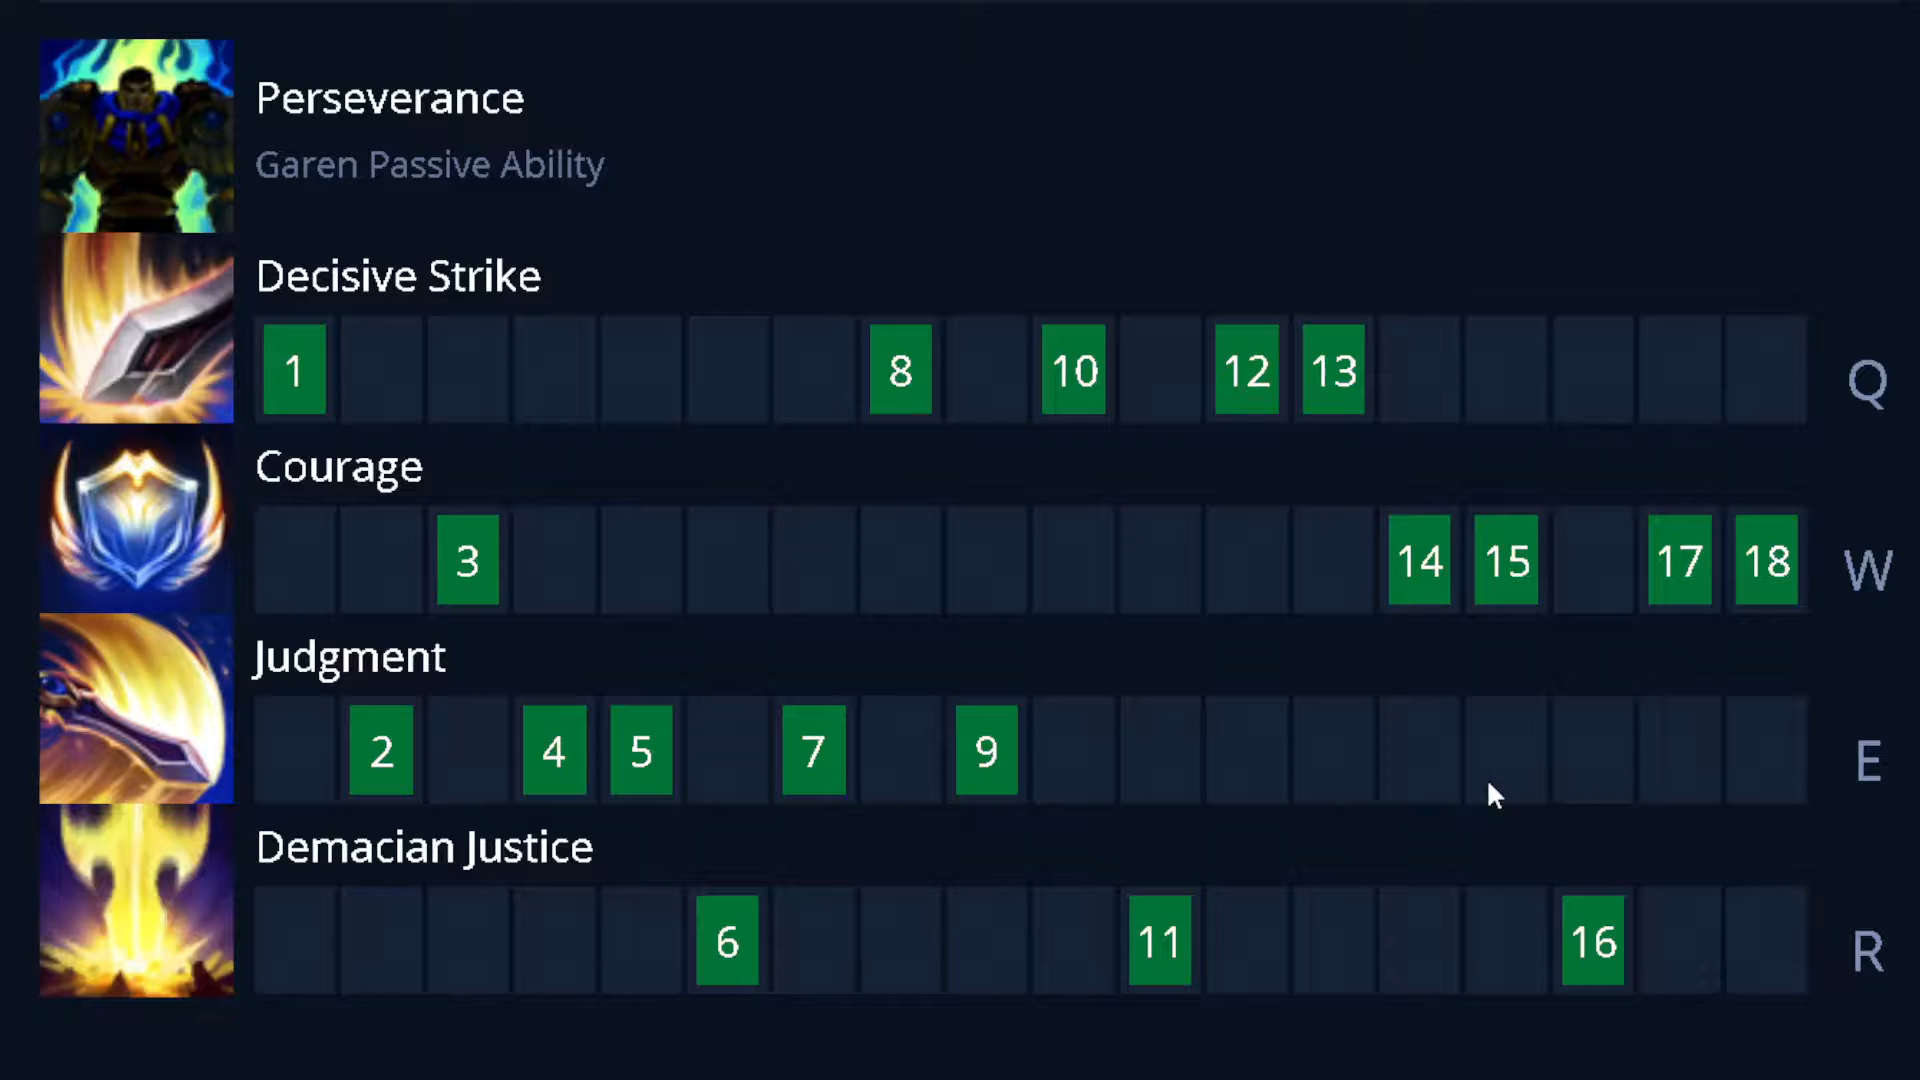 Perseverance
Garen Passive Ability
Decisive Strike
1 8 10 12 13 Q
Courage
3 14 15 17 18 W
Judgment
2 4 5 7 9 E
Demacian Justice
6 11 16 R